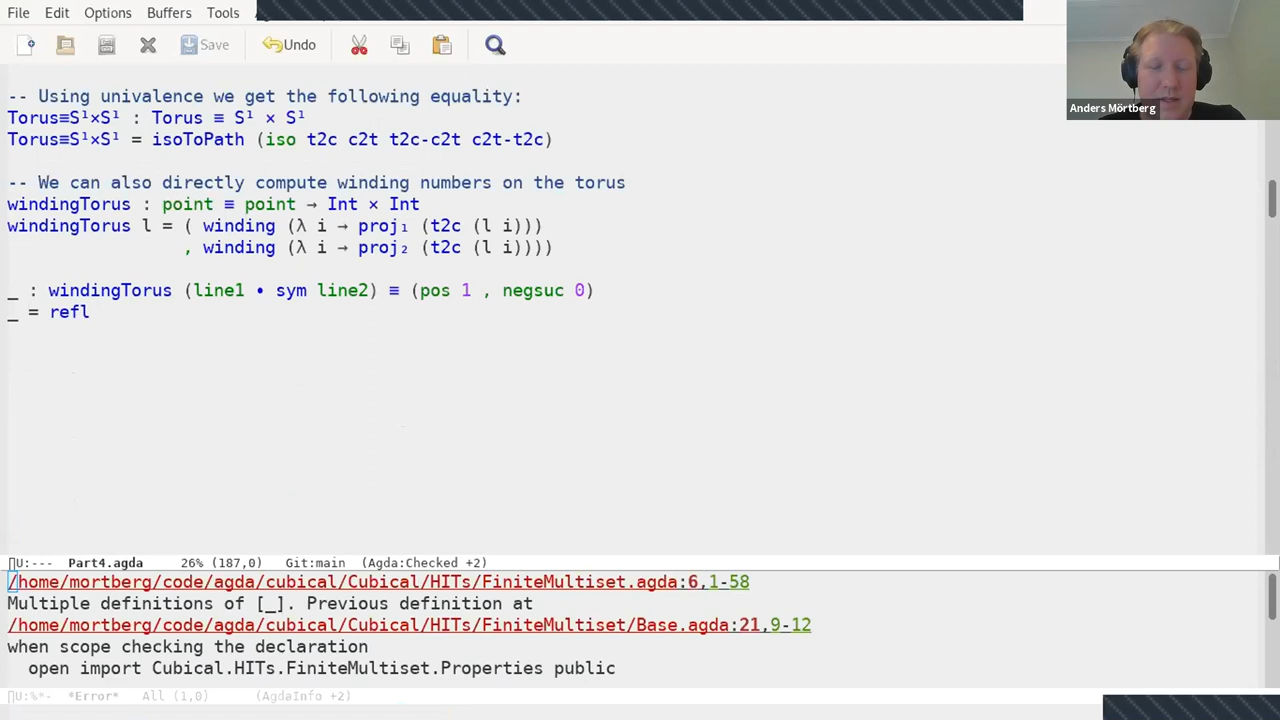 File Edit Options Buffers Tools
Save Undo
Anders Mörtberg
-- Using univalence we get the following equality:
Torus≡S¹×S¹ : Torus ≡ S¹ × S¹
Torus≡S¹×S¹ = isoToPath (iso t2c c2t t2c-c2t c2t-t2c)
-- We can also directly compute winding numbers on the torus
windingTorus : point ≡ point → Int × Int
windingTorus l = ( winding (λ i → proj₁ (t2c (l i)))
, winding (λ i → proj₂ (t2c (l i))))
_ : windingTorus (line1 • sym line2) ≡ (pos 1 , negsuc 0)
_ = refl
U:--- Part4.agda 26% (187,0) Git:main (Agda:Checked +2)
/home/mortberg/code/agda/cubical/Cubical/HITs/FiniteMultiset.agda:6,1-58
Multiple definitions of [_]. Previous definition at
/home/mortberg/code/agda/cubical/Cubical/HITs/FiniteMultiset/Base.agda:21,9-12
when scope checking the declaration
open import Cubical.HITs.FiniteMultiset.Properties public
U:%*- *Error* All (1,0) (AgdaInfo +2)